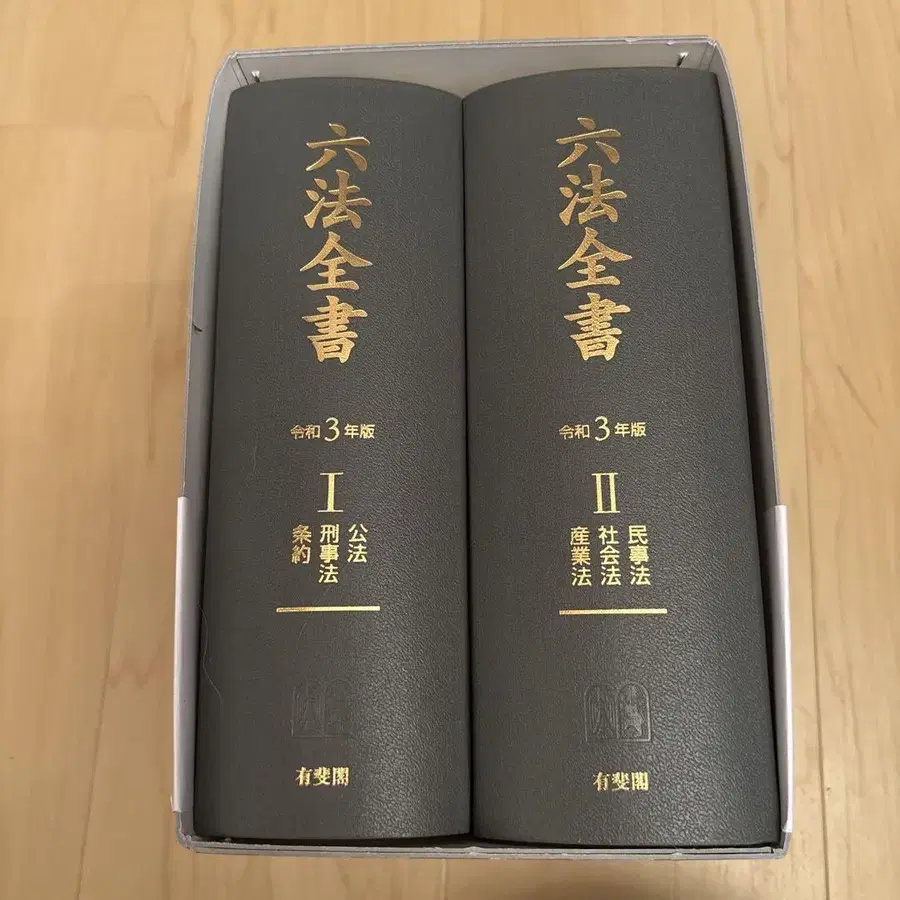 六法全書
令和3年版
I
公法
刑事法
条約
有斐閣
六法全書
令和3年版
II
民事法
社会法
産業法
有斐閣